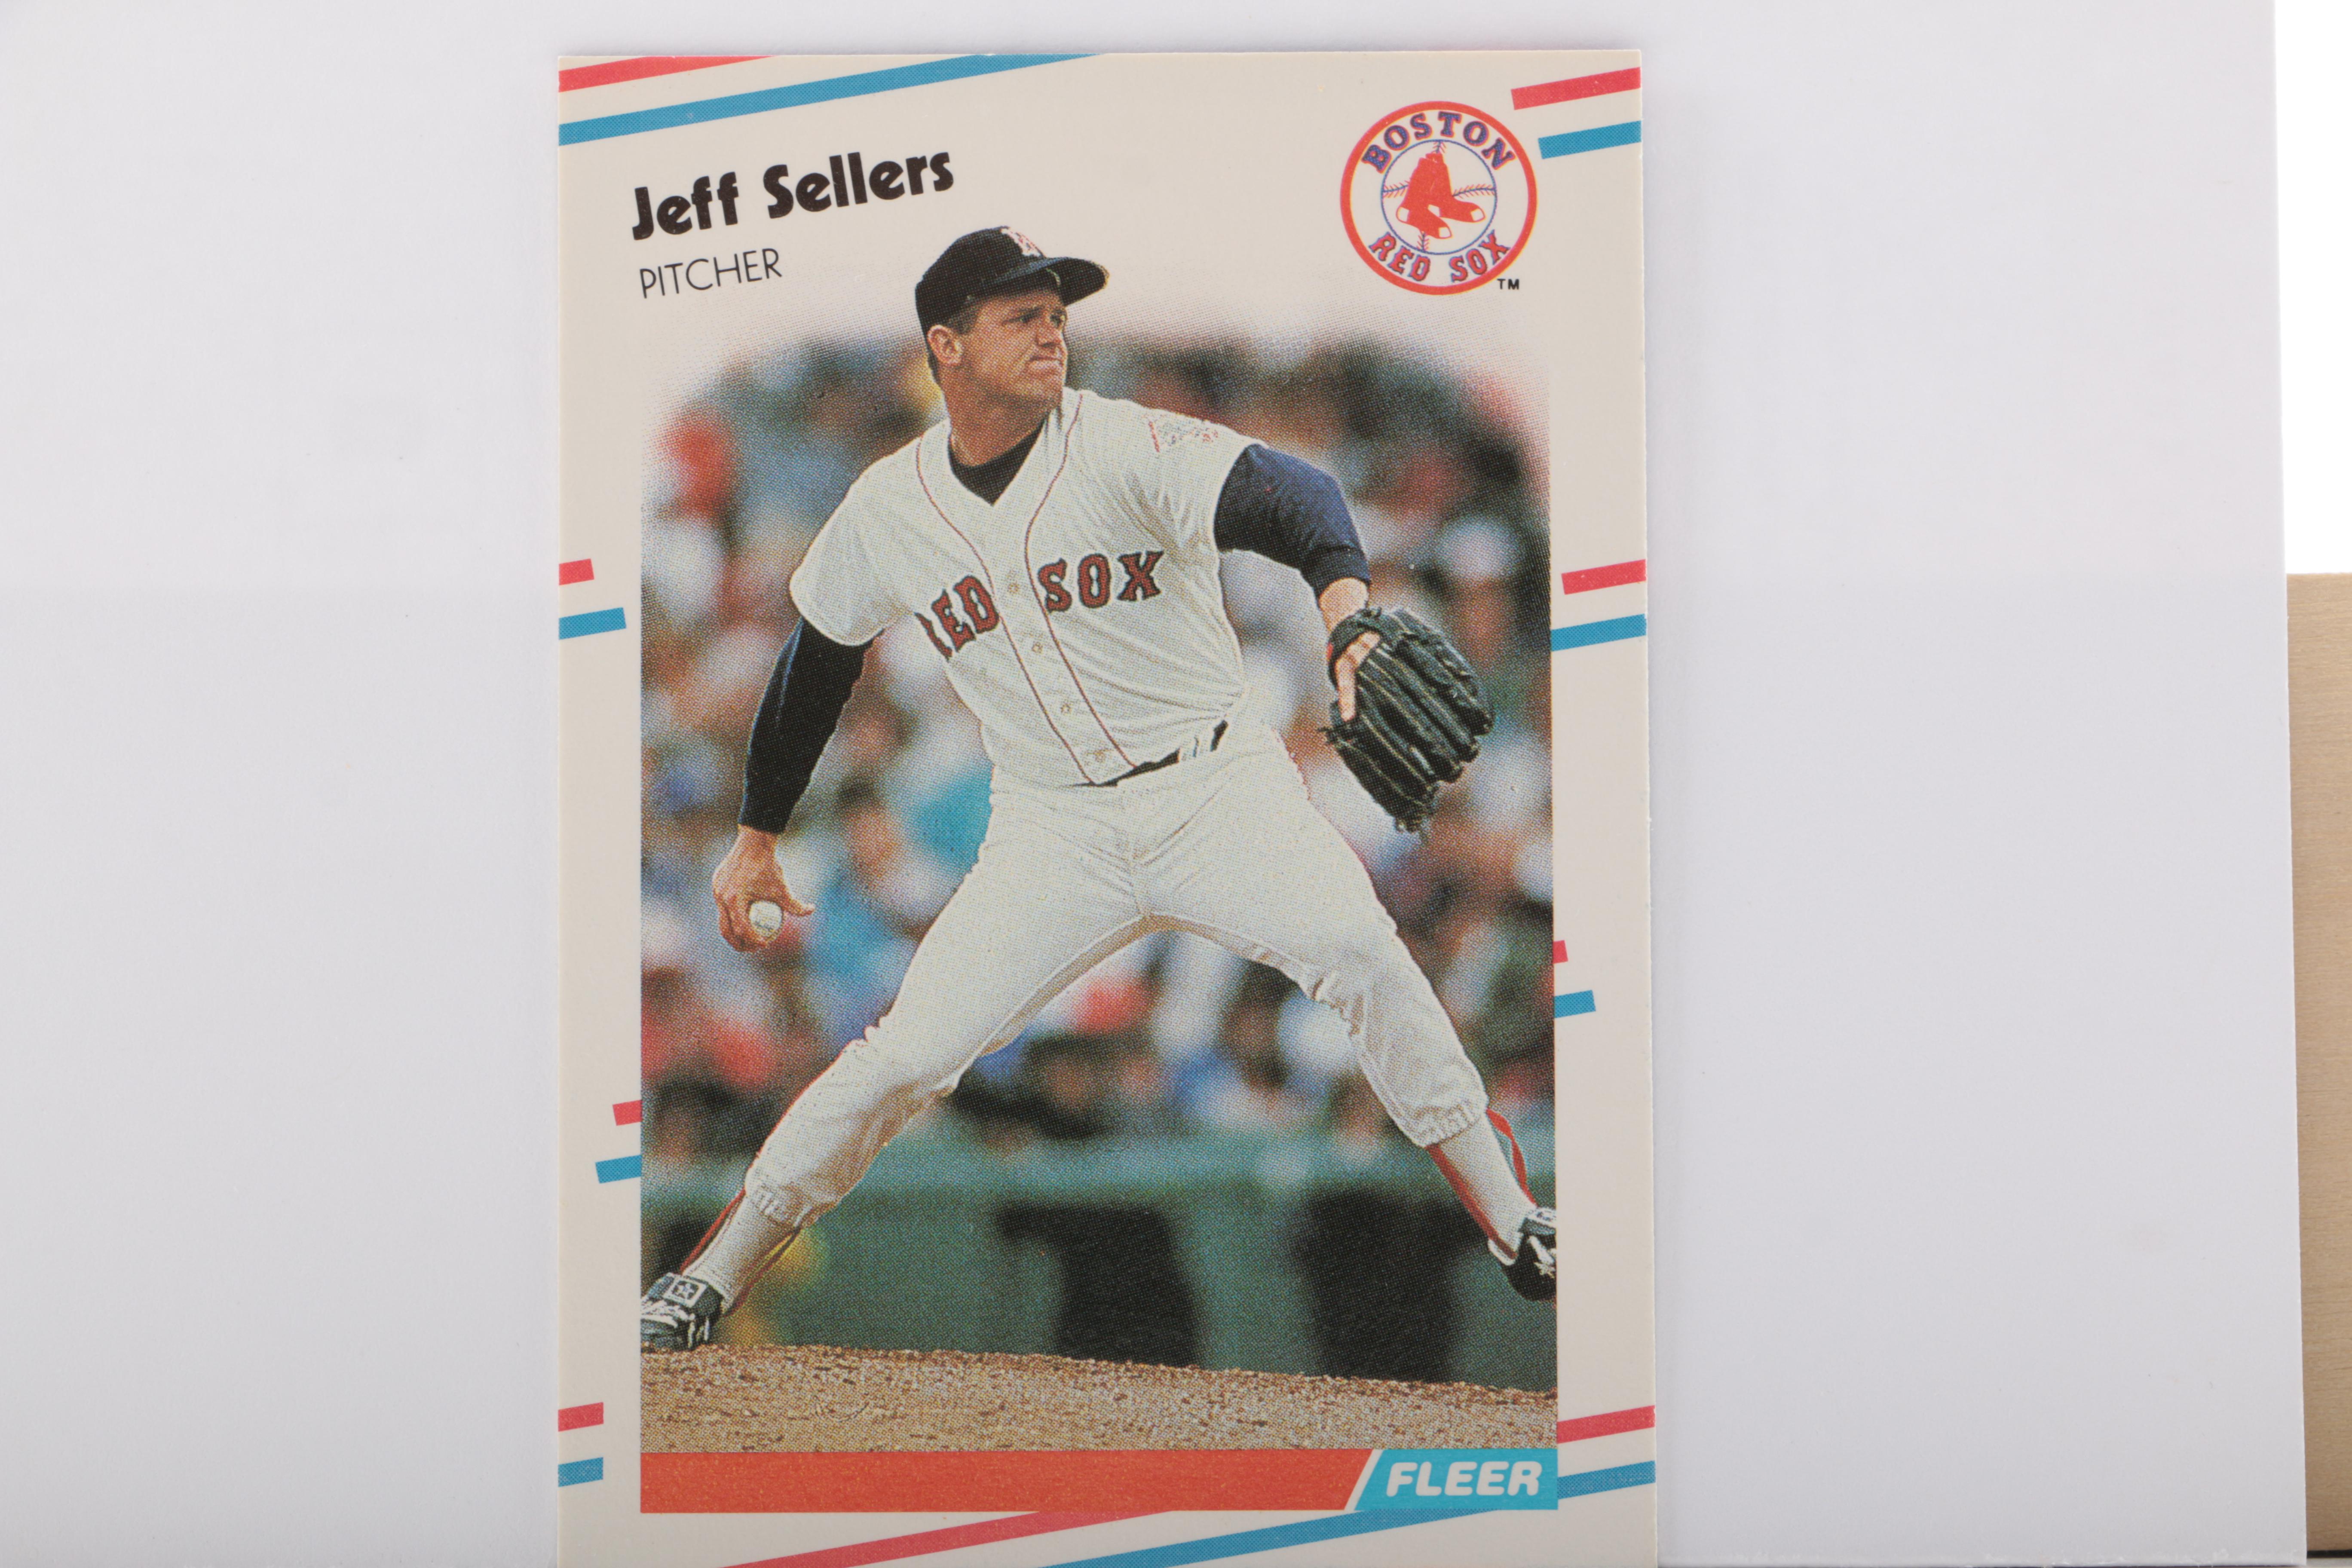 Jeff Sellers
PITCHER
BOSTON
RED SOX
TM
RED SOX
FLEER